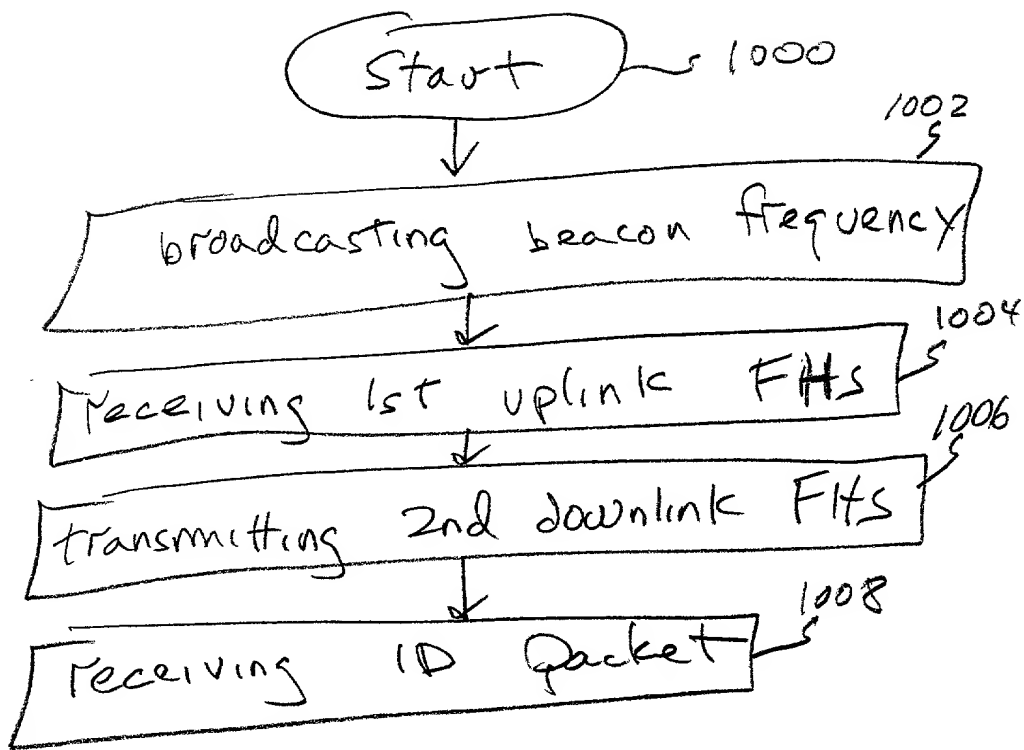 Start 1000
1002
broadcasting beacon frequency
1004
receiving 1st uplink FHs
1006
transmitting 2nd downlink FHs
1008
receiving ID packet